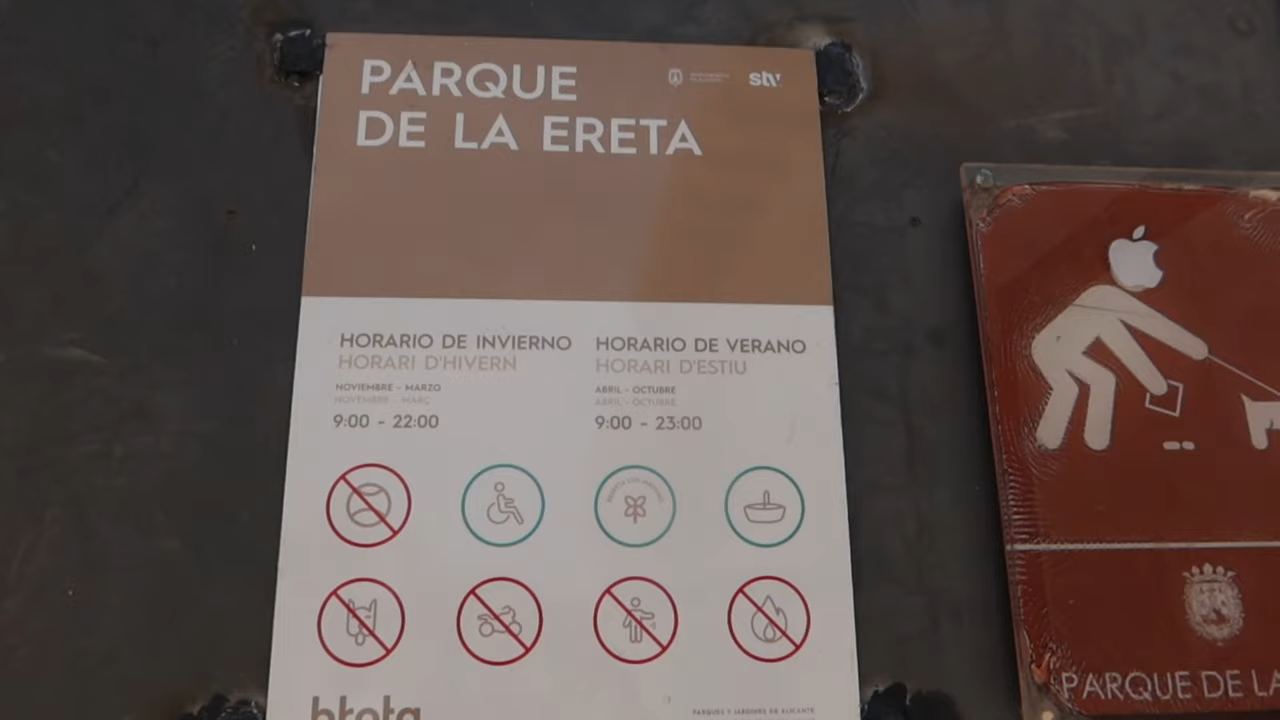 PARQUE
DE LA ERETA
stv
HORARIO DE INVIERNO
HORARI D'HIVERN
NOVIEMBRE - MARZO
NOVEMBRE - MARÇ
9:00 - 22:00
HORARIO DE VERANO
HORARI D'ESTIU
ABRIL - OCTUBRE
ABRIL - OCTUBRE
9:00 - 23:00
PARQUES Y JARDINES DE ALICANTE
PARQUE DE LA